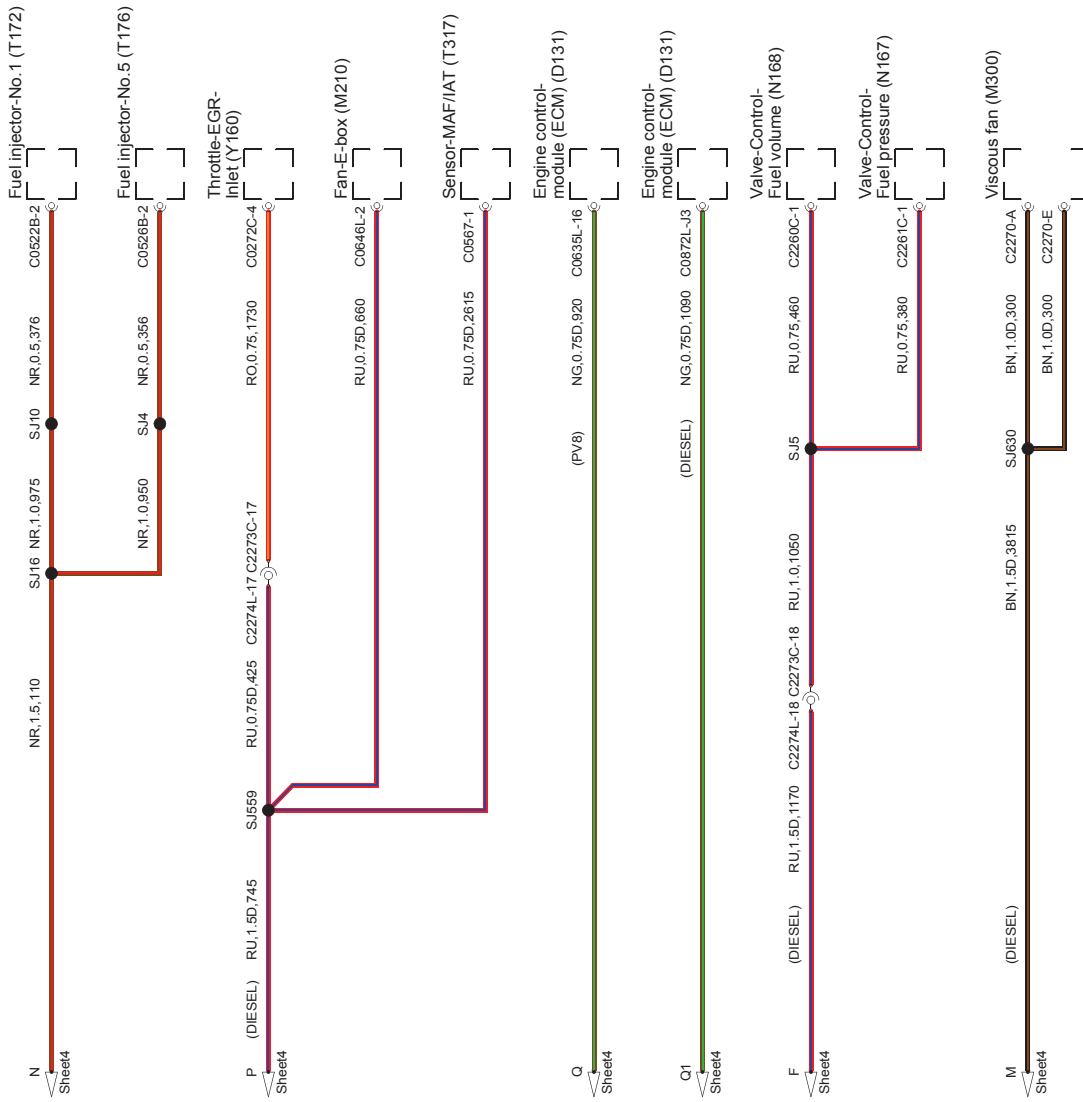 Fuel injector-No.1 (T172)
C0522B-2
NR,0.5,376
SJ10
NR,1.0,975
SJ16
NR,1.5,110
N
Sheet4
Fuel injector-No.5 (T176)
C0526B-2
NR,0.5,356
SJ4
NR,1.0,950
Throttle-EGR-
Inlet (Y160)
C0272C-4
RO,0.75,1730
C2273C-17
C2274L-17
RU,0.75D,425
SJ559
RU,1.5D,745
(DIESEL)
P
Sheet4
Fan-E-box (M210)
C0646L-2
RU,0.75D,660
Sensor-MAF/IAT (T317)
C0567-1
RU,0.75D,2615
Engine control-
module (ECM) (D131)
C0635L-16
NG,0.75D,920
(PV8)
Q
Sheet4
Engine control-
module (ECM) (D131)
C0872L-J3
NG,0.75D,1090
(DIESEL)
Q1
Sheet4
Valve-Control-
Fuel volume (N168)
C2260C-1
RU,0.75,460
SJ5
RU,1.0,1050
C2273C-18
C2274L-18
RU,1.5D,1170
(DIESEL)
F
Sheet4
Valve-Control-
Fuel pressure (N167)
C2261C-1
RU,0.75,380
Viscous fan (M300)
C2270-A
BN,1.0D,300
SJ630
BN,1.5D,3815
(DIESEL)
M
Sheet4
C2270-E
BN,1.0D,300